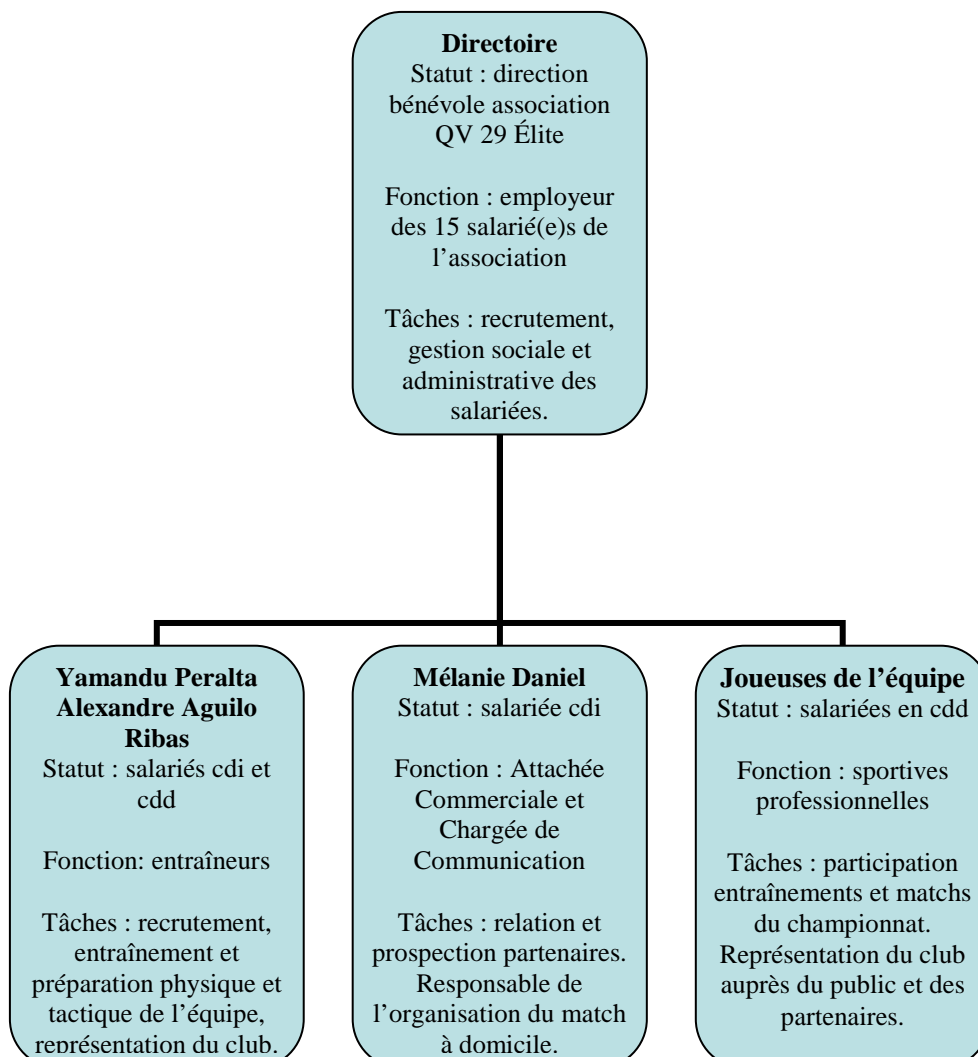 Directoire
Statut : direction
bénévole association
QV 29 Élite
Fonction : employeur
des 15 salarié(e)s de
l’association
Tâches : recrutement,
gestion sociale et
administrative des
salariées.
Yamandu Peralta
Alexandre Aguilo
Ribas
Statut : salariés cdi et
cdd
Fonction: entraîneurs
Tâches : recrutement,
entraînement et
préparation physique et
tactique de l’équipe,
représentation du club.
Mélanie Daniel
Statut : salariée cdi
Fonction : Attachée
Commerciale et
Chargée de
Communication
Tâches : relation et
prospection partenaires.
Responsable de
l’organisation du match
à domicile.
Joueuses de l’équipe
Statut : salariées en cdd
Fonction : sportives
professionnelles
Tâches : participation
entraînements et matchs
du championnat.
Représentation du club
auprès du public et des
partenaires.